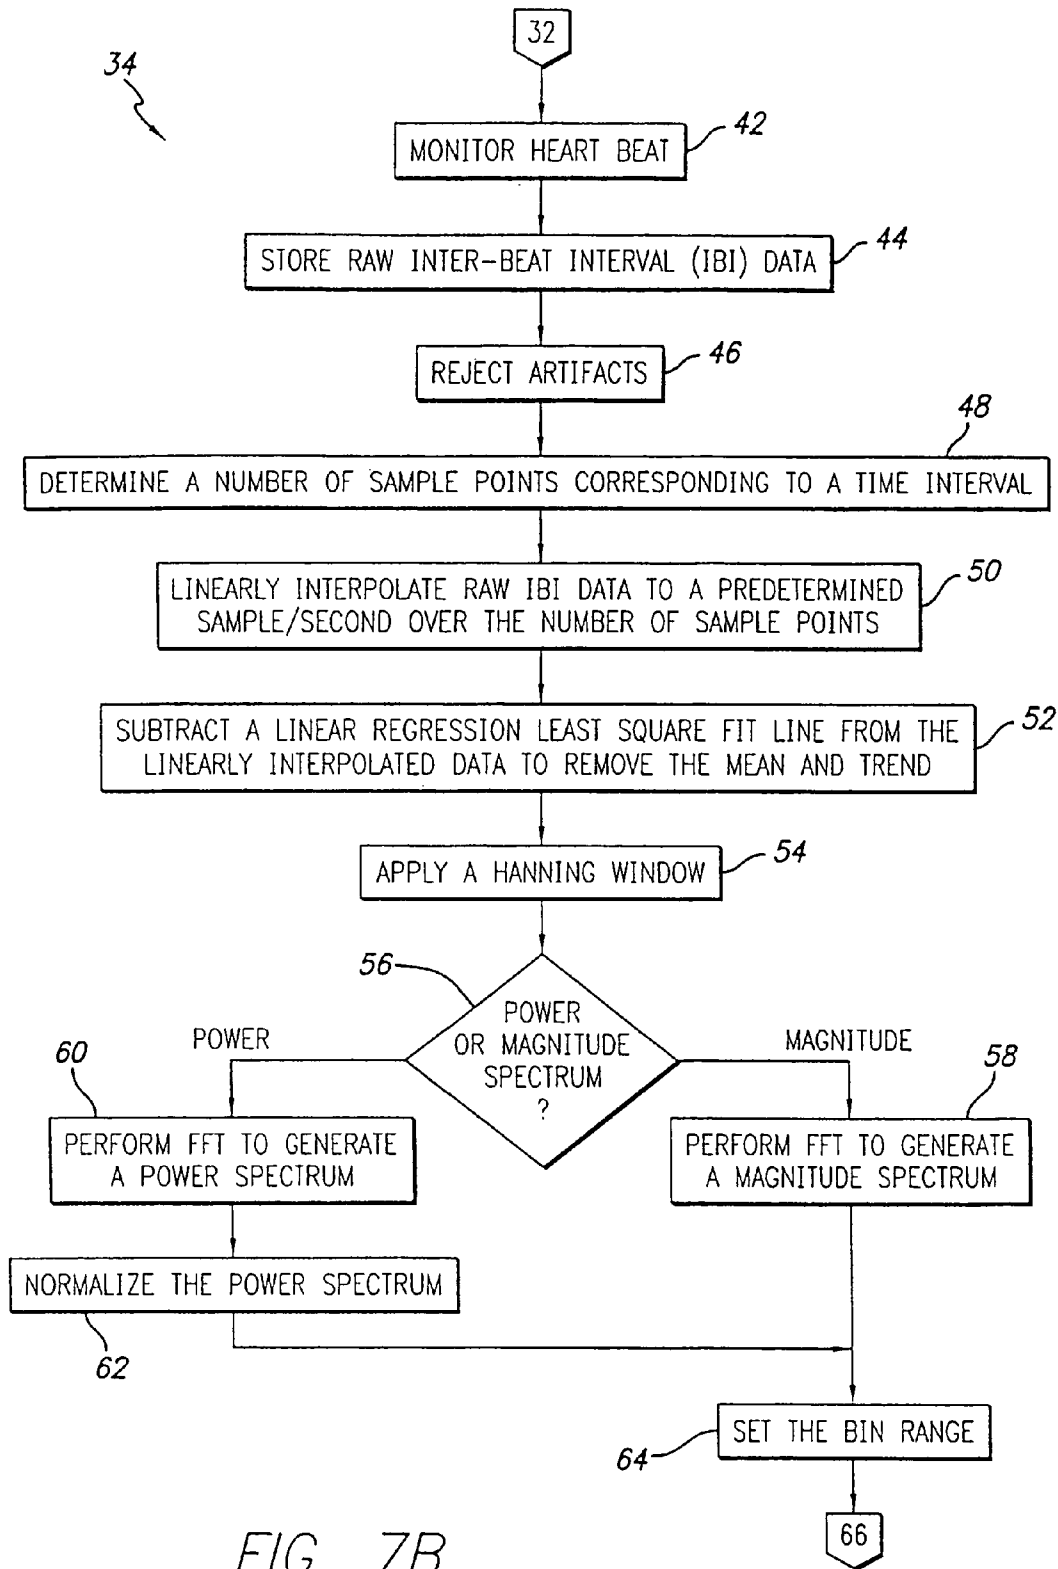 32
34
MONITOR HEART BEAT
42
STORE RAW INTER-BEAT INTERVAL (IBI) DATA
44
REJECT ARTIFACTS
46
48
DETERMINE A NUMBER OF SAMPLE POINTS CORRESPONDING TO A TIME INTERVAL
50
LINEARLY INTERPOLATE RAW IBI DATA TO A PREDETERMINED
SAMPLE/SECOND OVER THE NUMBER OF SAMPLE POINTS
52
SUBTRACT A LINEAR REGRESSION LEAST SQUARE FIT LINE FROM THE
LINEARLY INTERPOLATED DATA TO REMOVE THE MEAN AND TREND
54
APPLY A HANNING WINDOW
56
POWER
OR MAGNITUDE
SPECTRUM
?
POWER
MAGNITUDE
60
PERFORM FFT TO GENERATE
A POWER SPECTRUM
58
PERFORM FFT TO GENERATE
A MAGNITUDE SPECTRUM
NORMALIZE THE POWER SPECTRUM
62
SET THE BIN RANGE
64
66
FIG. 7B